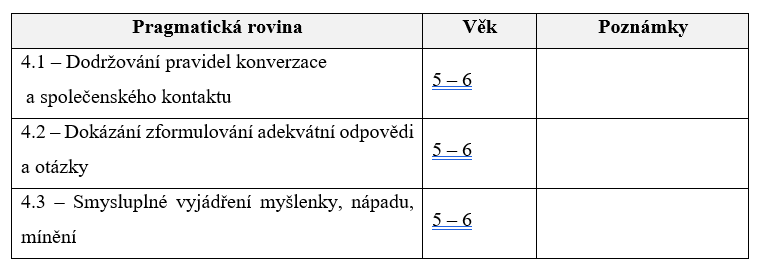 Pragmatická rovina Věk Poznámky
4.1 – Dodržování pravidel konverzace
a společenského kontaktu
5 – 6
4.2 – Dokázání zformulování adekvátní odpovědi
a otázky
5 – 6
4.3 – Smysluplné vyjádření myšlenky, nápadu,
mínění
5 – 6